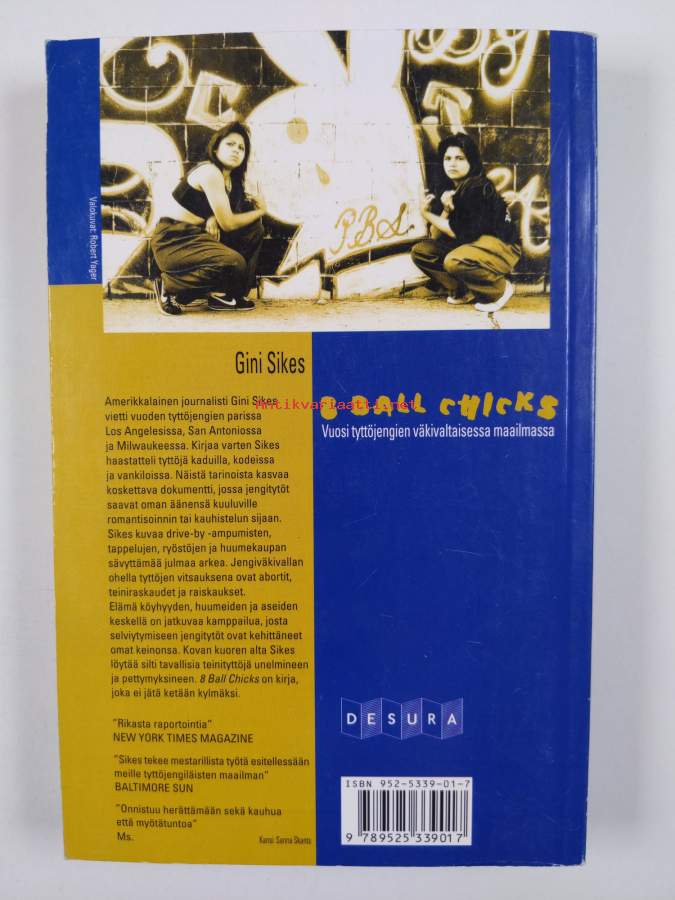 PBS
Valokuvat: Robert Yager
Gini Sikes
Amerikkalainen journalisti Gini Sikes
vietti vuoden tyttöjengien parissa
Los Angelesissa, San Antoniossa
ja Milwaukeessa. Kirjaa varten Sikes
haastatteli tyttöjä kaduilla, kodeissa
ja vankiloissa. Näistä tarinoista kasvaa
koskettava dokumentti, jossa jengitytöt
saavat oman äänensä kuuluville
romantisoinnin tai kauhistelun sijaan.
Sikes kuvaa drive-by -ampumisten,
tappelujen, ryöstöjen ja huumekaupan
sävyttämää julmaa arkea. Jengiväkivallan
ohella tyttöjen vitsauksena ovat abortit,
teiniraskaudet ja raiskaukset.
Elämä köyhyyden, huumeiden ja aseiden
keskellä on jatkuvaa kamppailua, josta
selviytymiseen jengitytöt ovat kehittäneet
omat keinonsa. Kovan kuoren alta Sikes
löytää silti tavallisia teinityttöjä unelmineen
ja pettymyksineen. 8 Ball Chicks on kirja,
joka ei jätä ketään kylmäksi.
"Rikasta raportointia"
NEW YORK TIMES MAGAZINE
"Sikes tekee mestarillista työtä esitellessään
meille tyttöjengiläisten maailman"
BALTIMORE SUN
"Onnistuu herättämään sekä kauhua
että myötätuntoa"
Ms.
Kansi: Sanna Skants
Antikvariaatti.net
8 BALL CHICKS
Vuosi tyttöjengien väkivaltaisessa maailmassa
DESURA
ISBN 952-5339-01-7
9 789525 339017